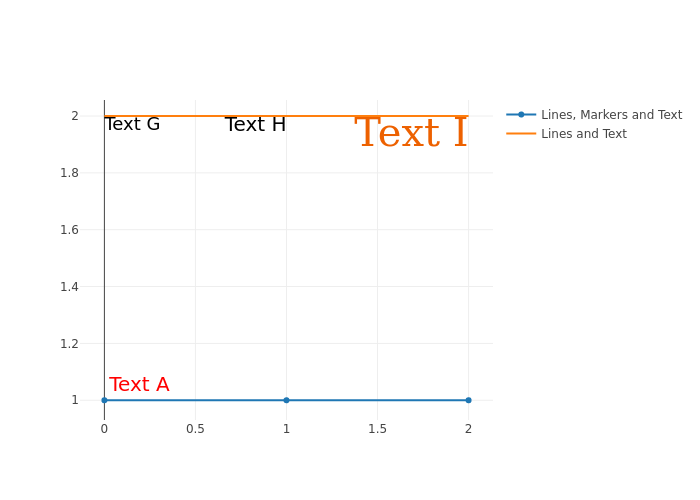 2
Text G
Text H
Text I
Lines, Markers and Text
Lines and Text
1.8
1.6
1.4
1.2
Text A
1
0
0.5
1
1.5
2